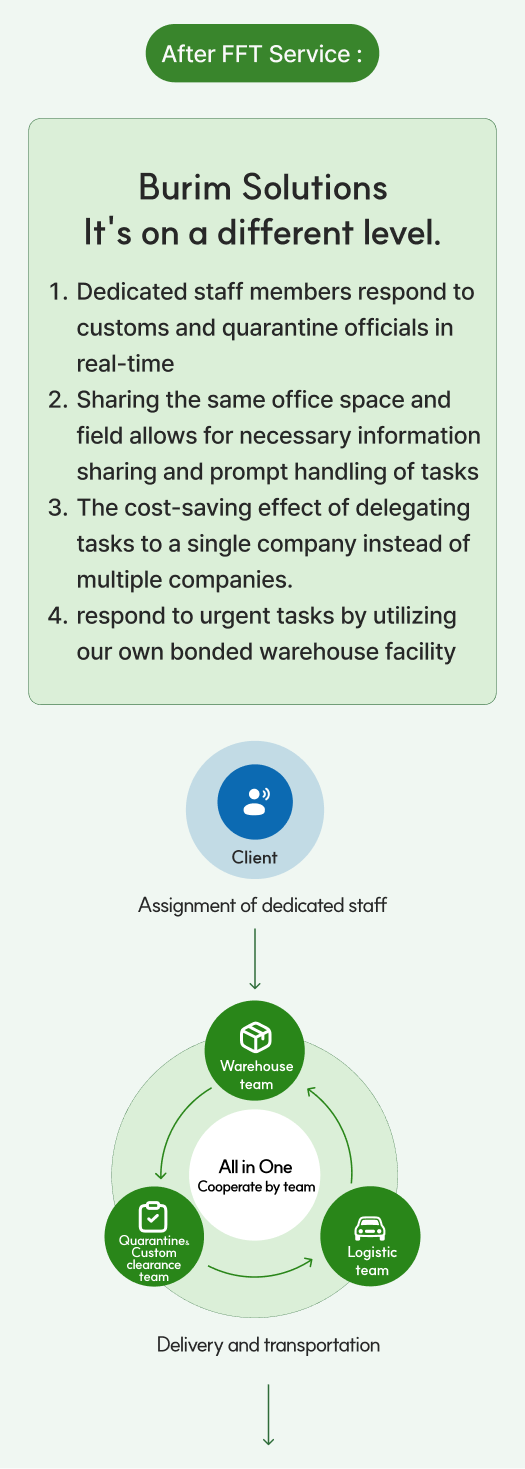 After FFT Service :
Burim Solutions
It's on a different level.
1. Dedicated staff members respond to
customs and quarantine officials in
real-time
2. Sharing the same office space and
field allows for necessary information
sharing and prompt handling of tasks
3. The cost-saving effect of delegating
tasks to a single company instead of
multiple companies.
4. respond to urgent tasks by utilizing
our own bonded warehouse facility
Client
Assignment of dedicated staff
Warehouse
team
All in One
Cooperate by team
Quarantine&
Custom
clearance
team
Logistic
team
Delivery and transportation